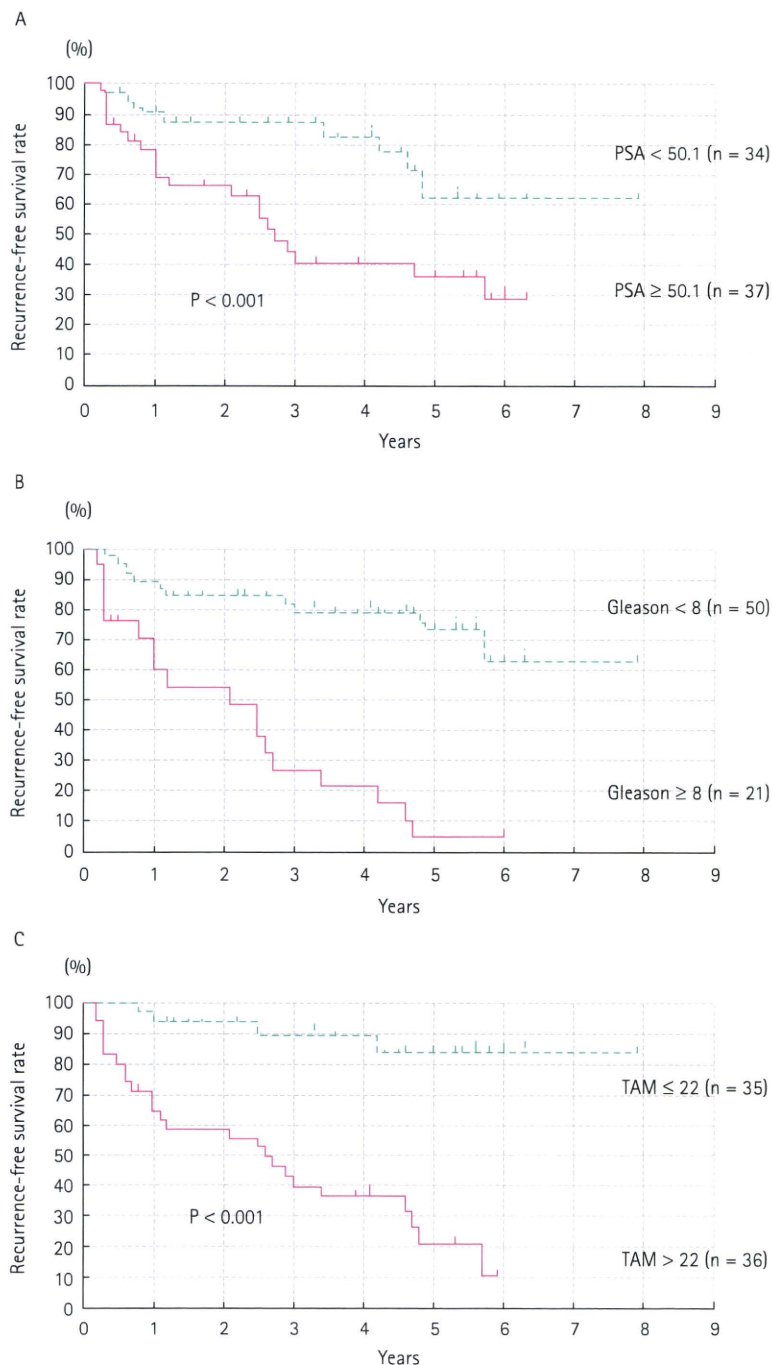 A
(%)
100
90
80
70
60
50
40
30
20
10
0
Recurrence-free survival rate
PSA < 50.1 (n = 34)
PSA ≥ 50.1 (n = 37)
P < 0.001
0 1 2 3 4 5 6 7 8 9
Years
B
(%)
100
90
80
70
60
50
40
30
20
10
0
Recurrence-free survival rate
Gleason < 8 (n = 50)
Gleason ≥ 8 (n = 21)
0 1 2 3 4 5 6 7 8 9
Years
C
(%)
100
90
80
70
60
50
40
30
20
10
0
Recurrence-free survival rate
TAM ≤ 22 (n = 35)
P < 0.001
TAM > 22 (n = 36)
0 1 2 3 4 5 6 7 8 9
Years